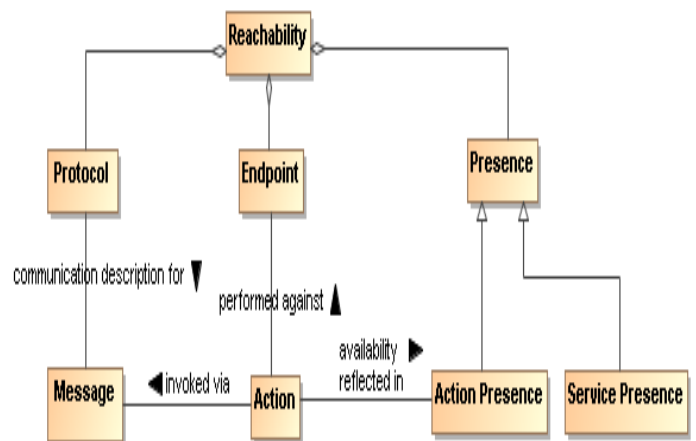 Reachability
Protocol
Endpoint
Presence
communication description for
performed against
availability
reflected in
invoked via
Message
Action
Action Presence
Service Presence